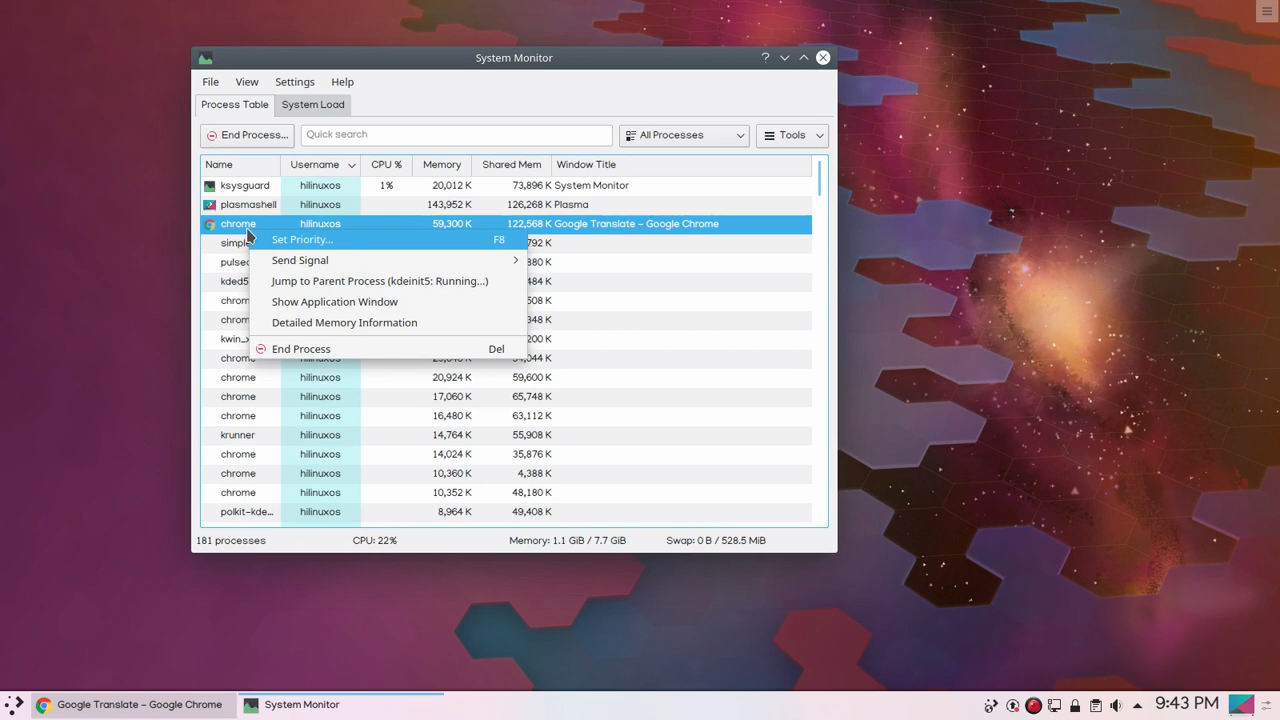 System Monitor
File View Settings Help
Process Table System Load
End Process... Quick search All Processes Tools
Name Username CPU % Memory Shared Mem Window Title
ksysguard hilinuxos 1% 20,012 K 73,896 K System Monitor
plasmashell hilinuxos 143,952 K 126,268 K Plasma
chrome hilinuxos 59,300 K 122,568 K Google Translate – Google Chrome
Set Priority... F8
Send Signal
Jump to Parent Process (kdeinit5: Running...)
Show Application Window
Detailed Memory Information
End Process Del
chrome hilinuxos 20,924 K 59,600 K
chrome hilinuxos 17,060 K 65,748 K
chrome hilinuxos 16,480 K 63,112 K
krunner hilinuxos 14,764 K 55,908 K
chrome hilinuxos 14,024 K 35,876 K
chrome hilinuxos 10,360 K 4,388 K
chrome hilinuxos 10,352 K 48,180 K
polkit-kde... hilinuxos 8,964 K 49,408 K
181 processes CPU: 22% Memory: 1.1 GiB / 7.7 GiB Swap: 0 B / 528.5 MiB
Google Translate – Google Chrome System Monitor 9:43 PM